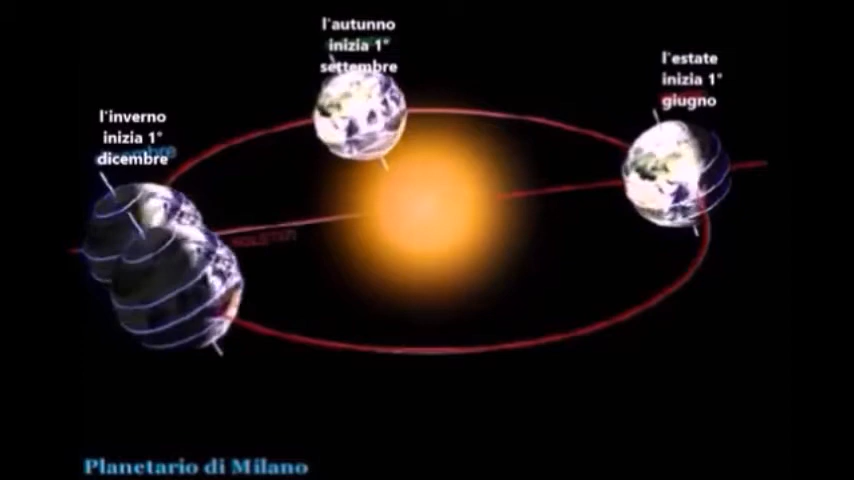 l'autunno
inizia 1°
settembre
l'estate
inizia 1°
giugno
l'inverno
inizia 1°
dicembre
Planetario di Milano